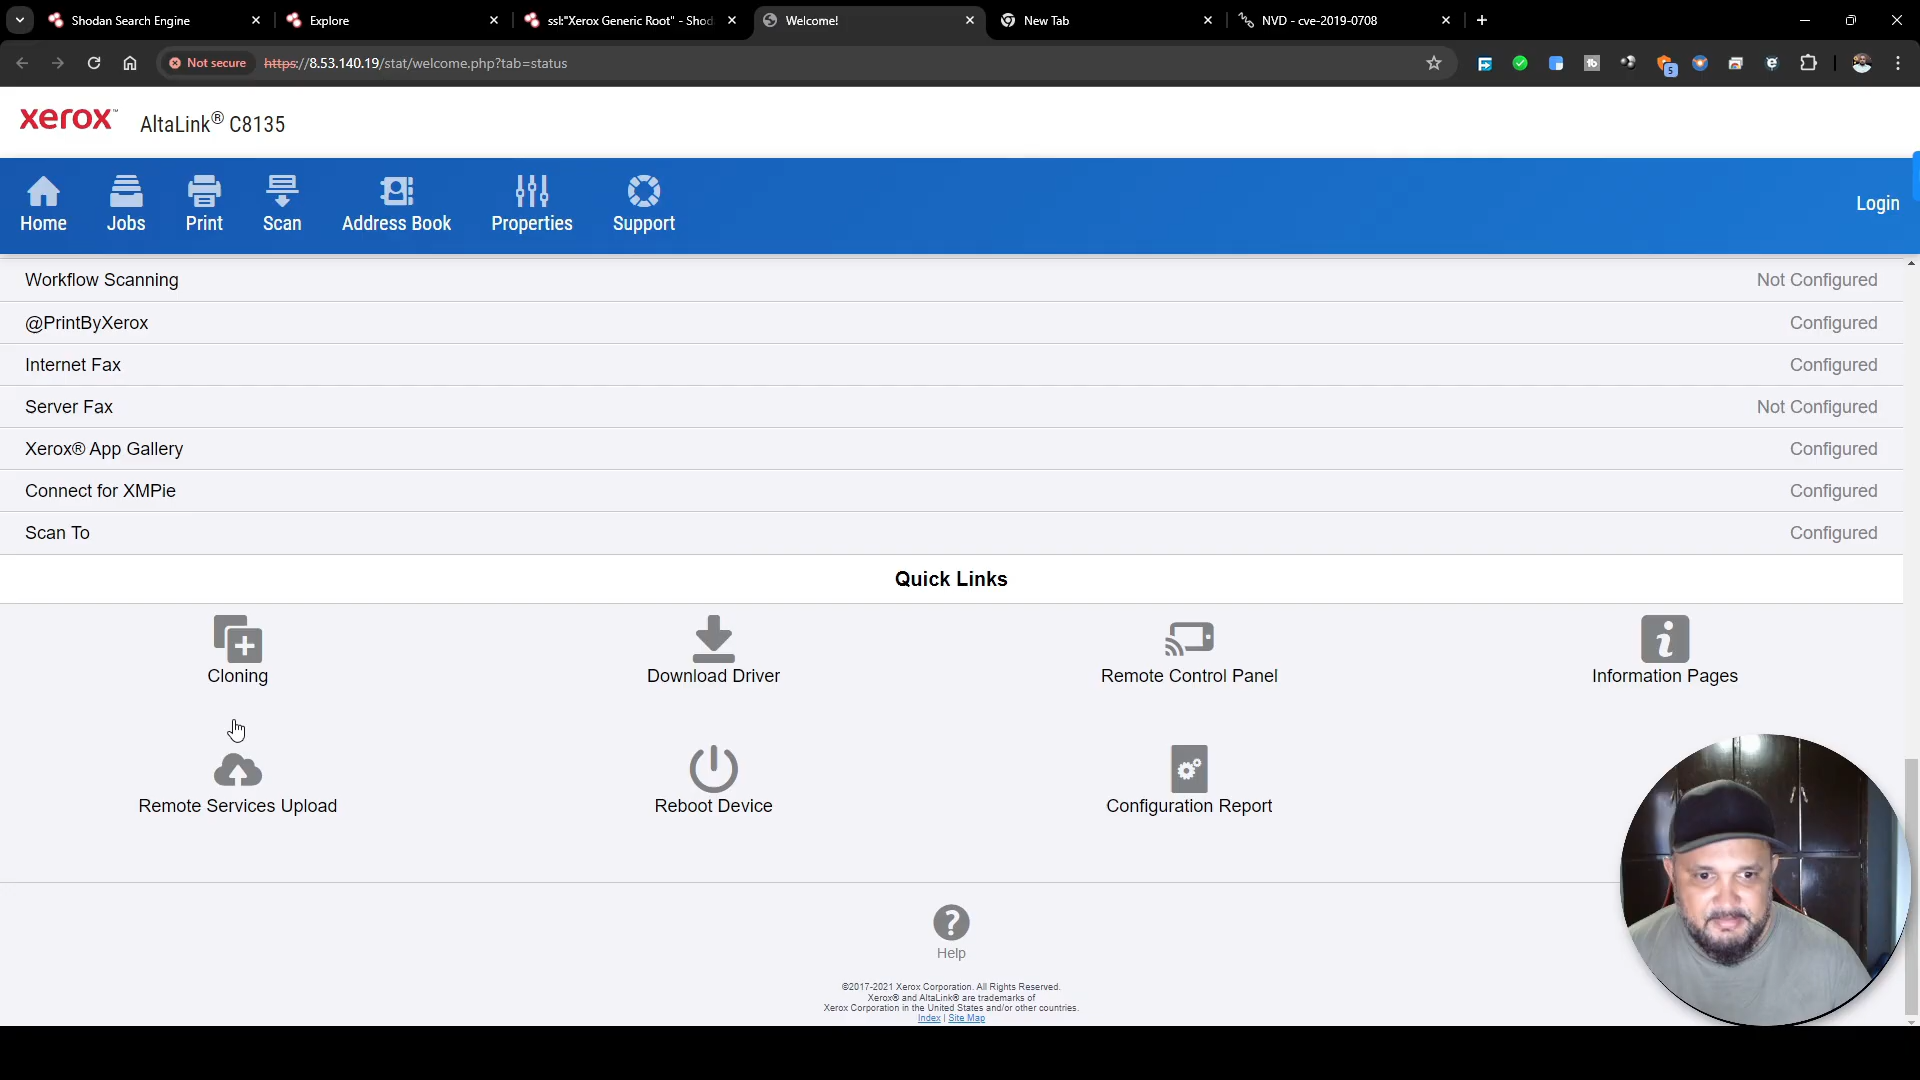 Shodan Search Engine
Explore
ssl:"Xerox Generic Root" - Shod
Welcome!
New Tab
NVD - cve-2019-0708
Not secure
https://8.53.140.19/stat/welcome.php?tab=status
tb
5
xerox™
AltaLink® C8135
Home
Jobs
Print
Scan
Address Book
Properties
Support
Login
Workflow Scanning
Not Configured
@PrintByXerox
Configured
Internet Fax
Configured
Server Fax
Not Configured
Xerox® App Gallery
Configured
Connect for XMPie
Configured
Scan To
Configured
Quick Links
Cloning
Download Driver
Remote Control Panel
Information Pages
Remote Services Upload
Reboot Device
Configuration Report
Help
©2017-2021 Xerox Corporation. All Rights Reserved.
Xerox® and AltaLink® are trademarks of
Xerox Corporation in the United States and/or other countries.
Index | Site Map